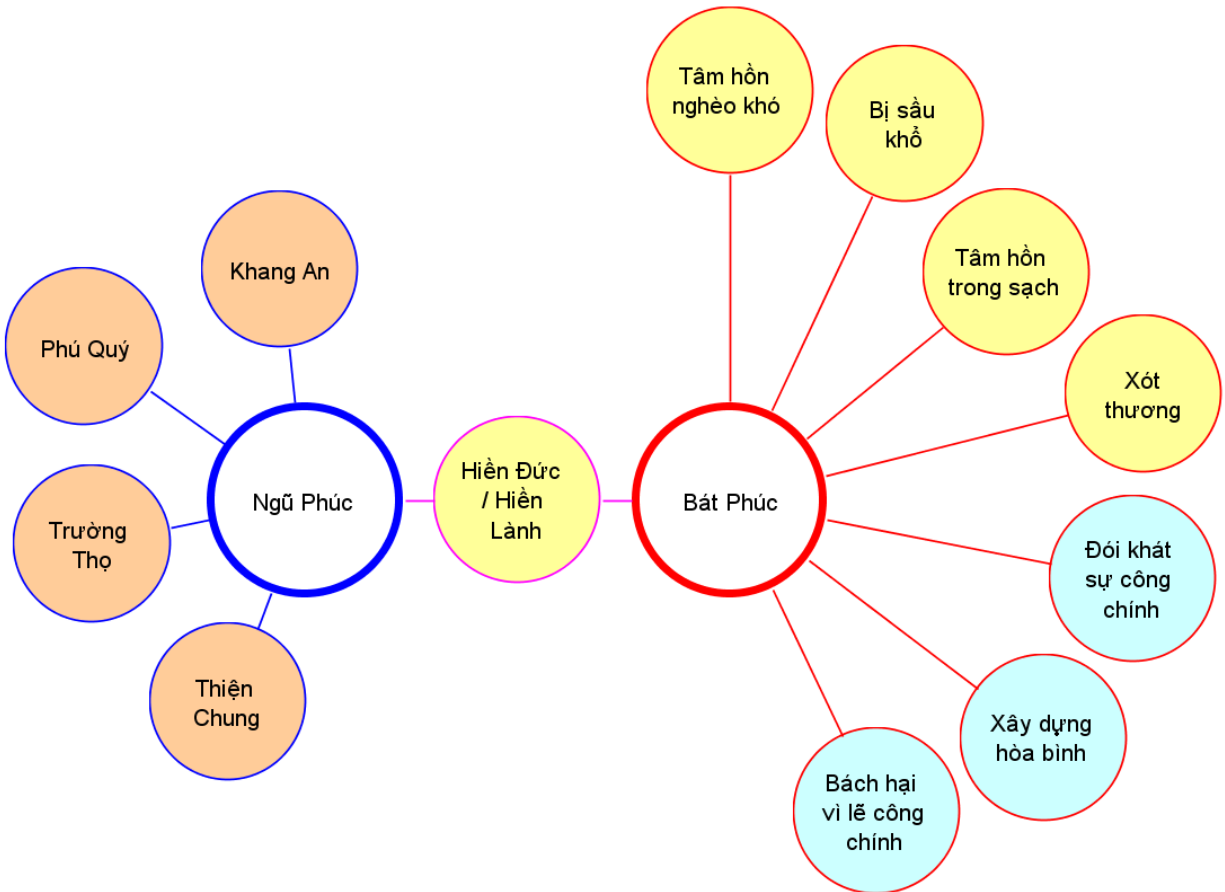 Tâm hồn
nghèo khó
Bị sầu
khổ
Tâm hồn
trong sạch
Khang An
Phú Quý
Xót
thương
Ngũ Phúc
Hiền Đức
/ Hiền
Lành
Bát Phúc
Trường
Thọ
Đói khát
sự công
chính
Thiện
Chung
Xây dựng
hòa bình
Bách hại
vì lẽ công
chính